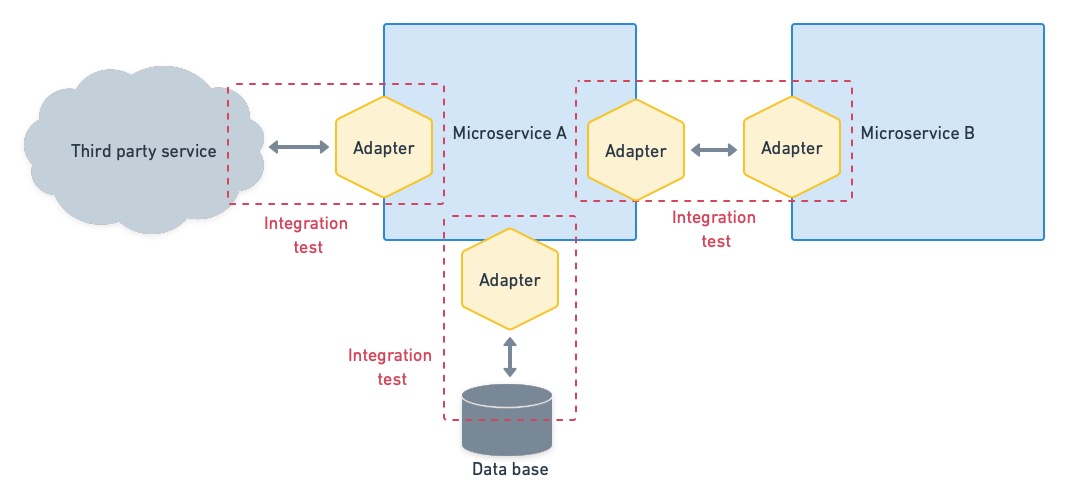 Third party service
Adapter
Microservice A
Adapter
Adapter
Microservice B
Integration
test
Integration
test
Adapter
Integration
test
Data base